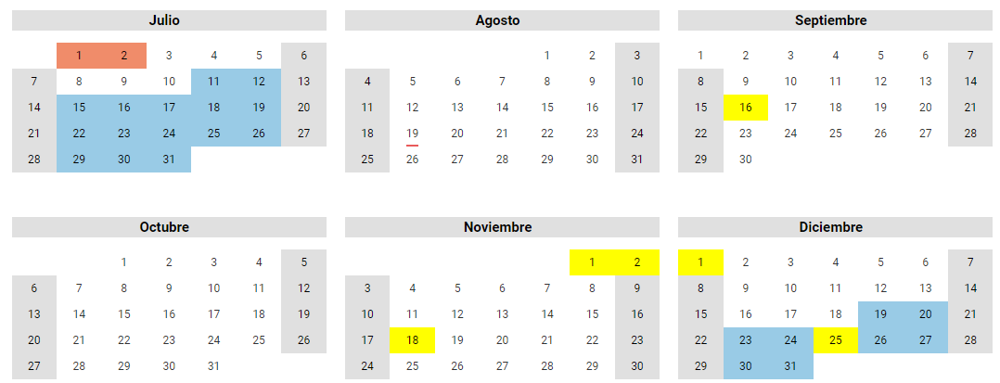 Julio Agosto Septiembre
1 2 3 4 5 6 1 2 3 1 2 3 4 5 6 7
7 8 9 10 11 12 13 4 5 6 7 8 9 10 8 9 10 11 12 13 14
14 15 16 17 18 19 20 11 12 13 14 15 16 17 15 16 17 18 19 20 21
21 22 23 24 25 26 27 18 19 20 21 22 23 24 22 23 24 25 26 27 28
28 29 30 31 25 26 27 28 29 30 31 29 30
Octubre Noviembre Diciembre
1 2 3 4 5 1 2 1 2 3 4 5 6 7
6 7 8 9 10 11 12 3 4 5 6 7 8 9 8 9 10 11 12 13 14
13 14 15 16 17 18 19 10 11 12 13 14 15 16 15 16 17 18 19 20 21
20 21 22 23 24 25 26 17 18 19 20 21 22 23 22 23 24 25 26 27 28
27 28 29 30 31 24 25 26 27 28 29 30 29 30 31